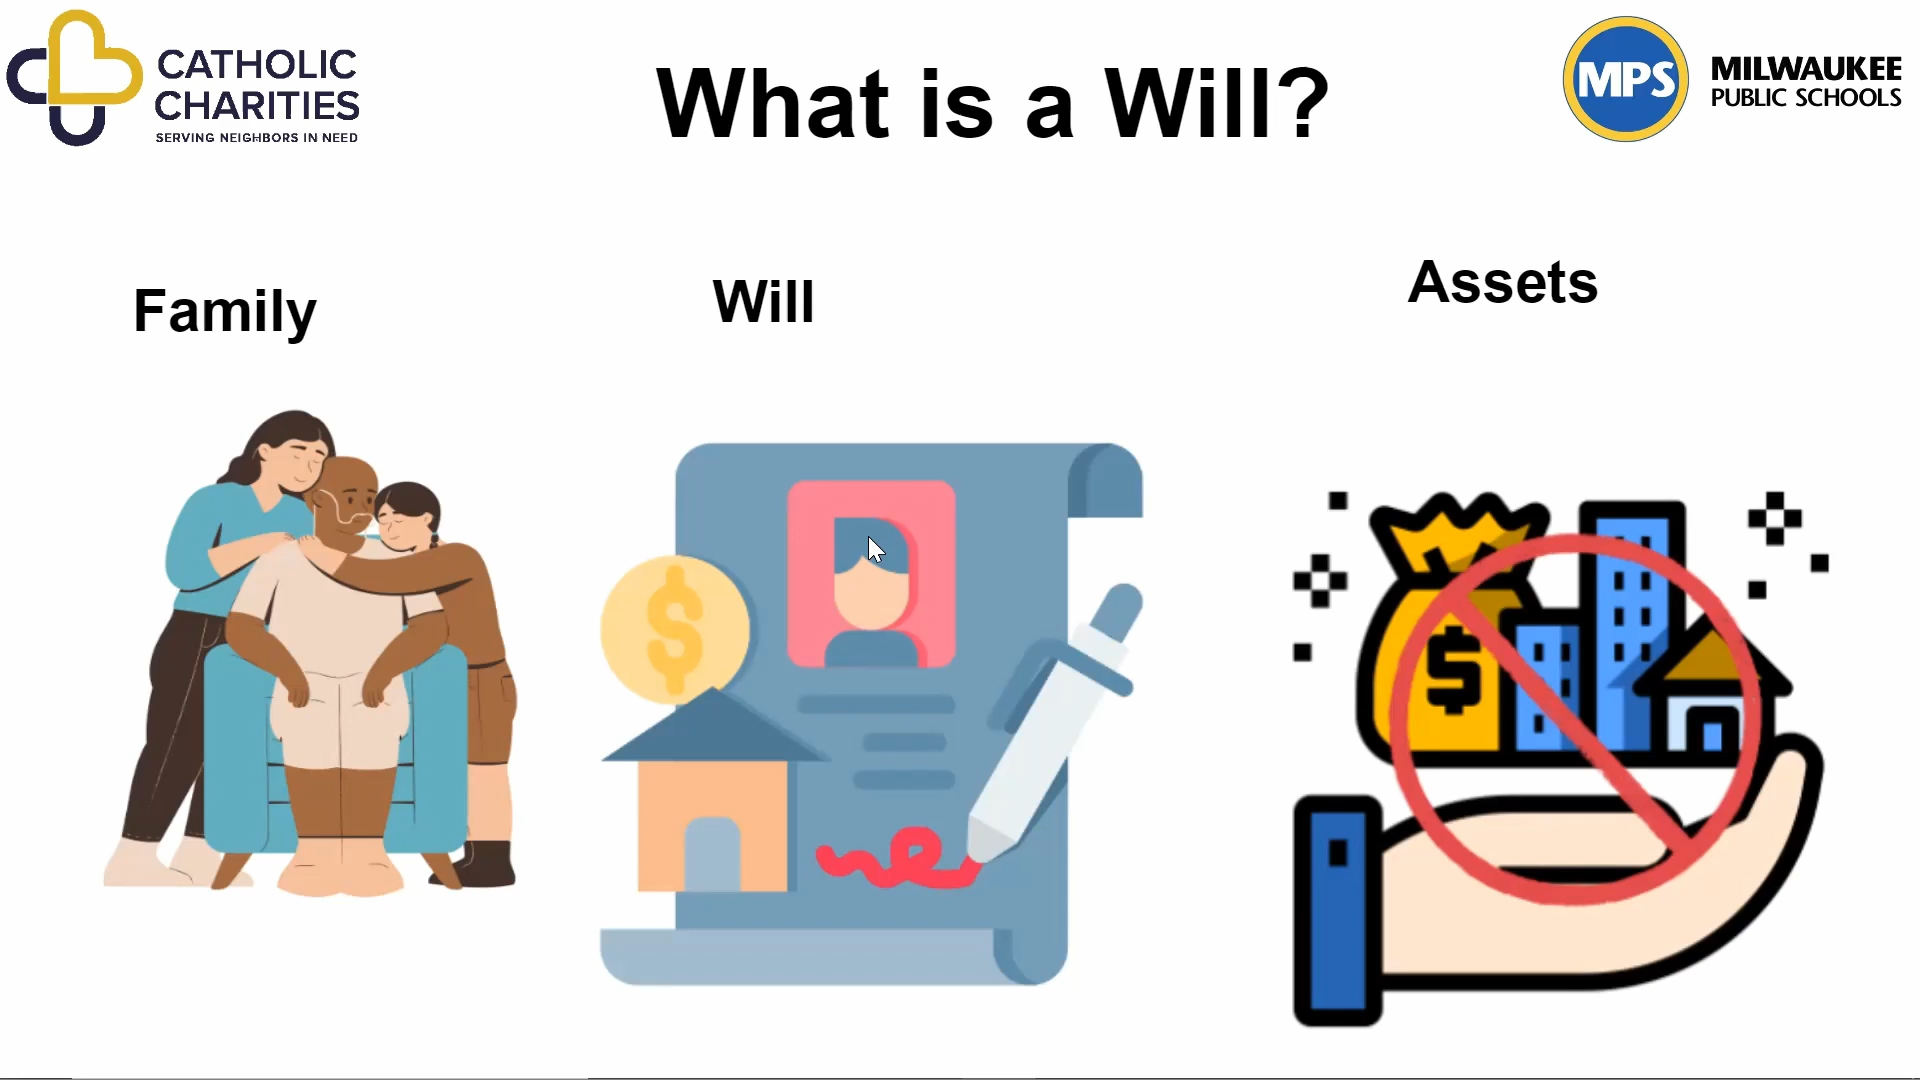 CATHOLIC
CHARITIES
SERVING NEIGHBORS IN NEED
What is a Will?
MPS
MILWAUKEE
PUBLIC SCHOOLS
Family
Will
Assets
$
$